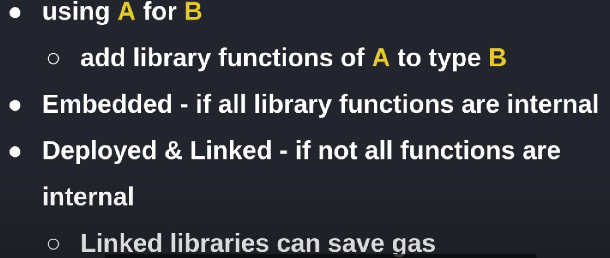 ● using A for B
○ add library functions of A to type B
● Embedded - if all library functions are internal
● Deployed & Linked - if not all functions are
internal
○ Linked libraries can save gas